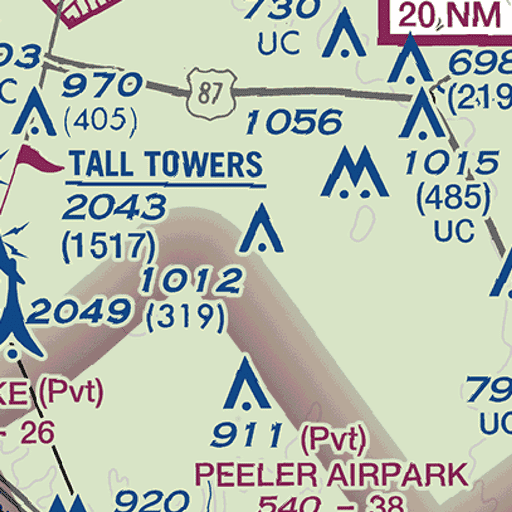 730
UC
20 NM
03
C
970
(405)
87
698
(219
1056
TALL TOWERS
1015
(485)
UC
2043
(1517)
1012
(319)
2049
KE (Pvt)
- 26
79
UC
911
(Pvt)
PEELER AIRPARK
540 - 38
920